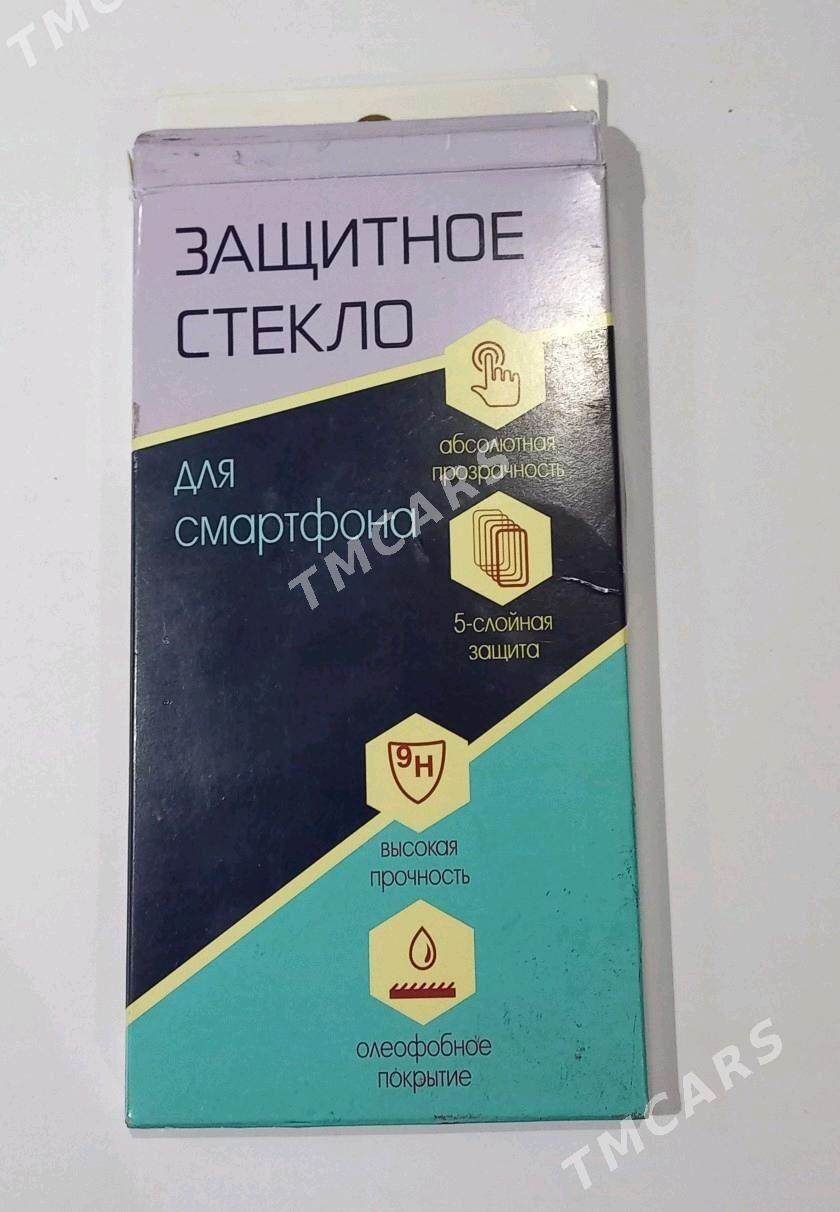 TMCARS
ЗАЩИТНОЕ
СТЕКЛО
для
смартфона
абсолютная
прозрачность
TMCARS
5-слойная
защита
9H
высокая
прочность
олеофобное
покрытие
TMCARS